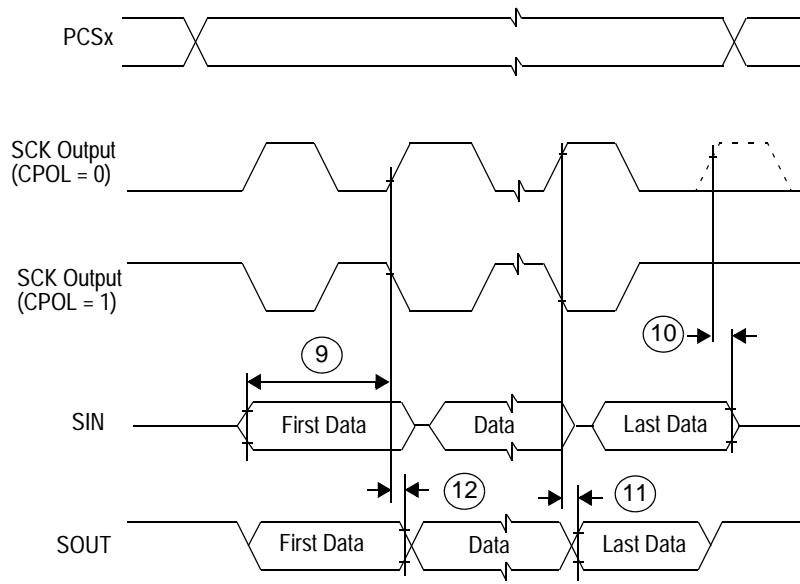 PCSx
SCK Output
(CPOL = 0)
SCK Output
(CPOL = 1)
10
9
SIN
First Data
Data
Last Data
12
11
SOUT
First Data
Data
Last Data